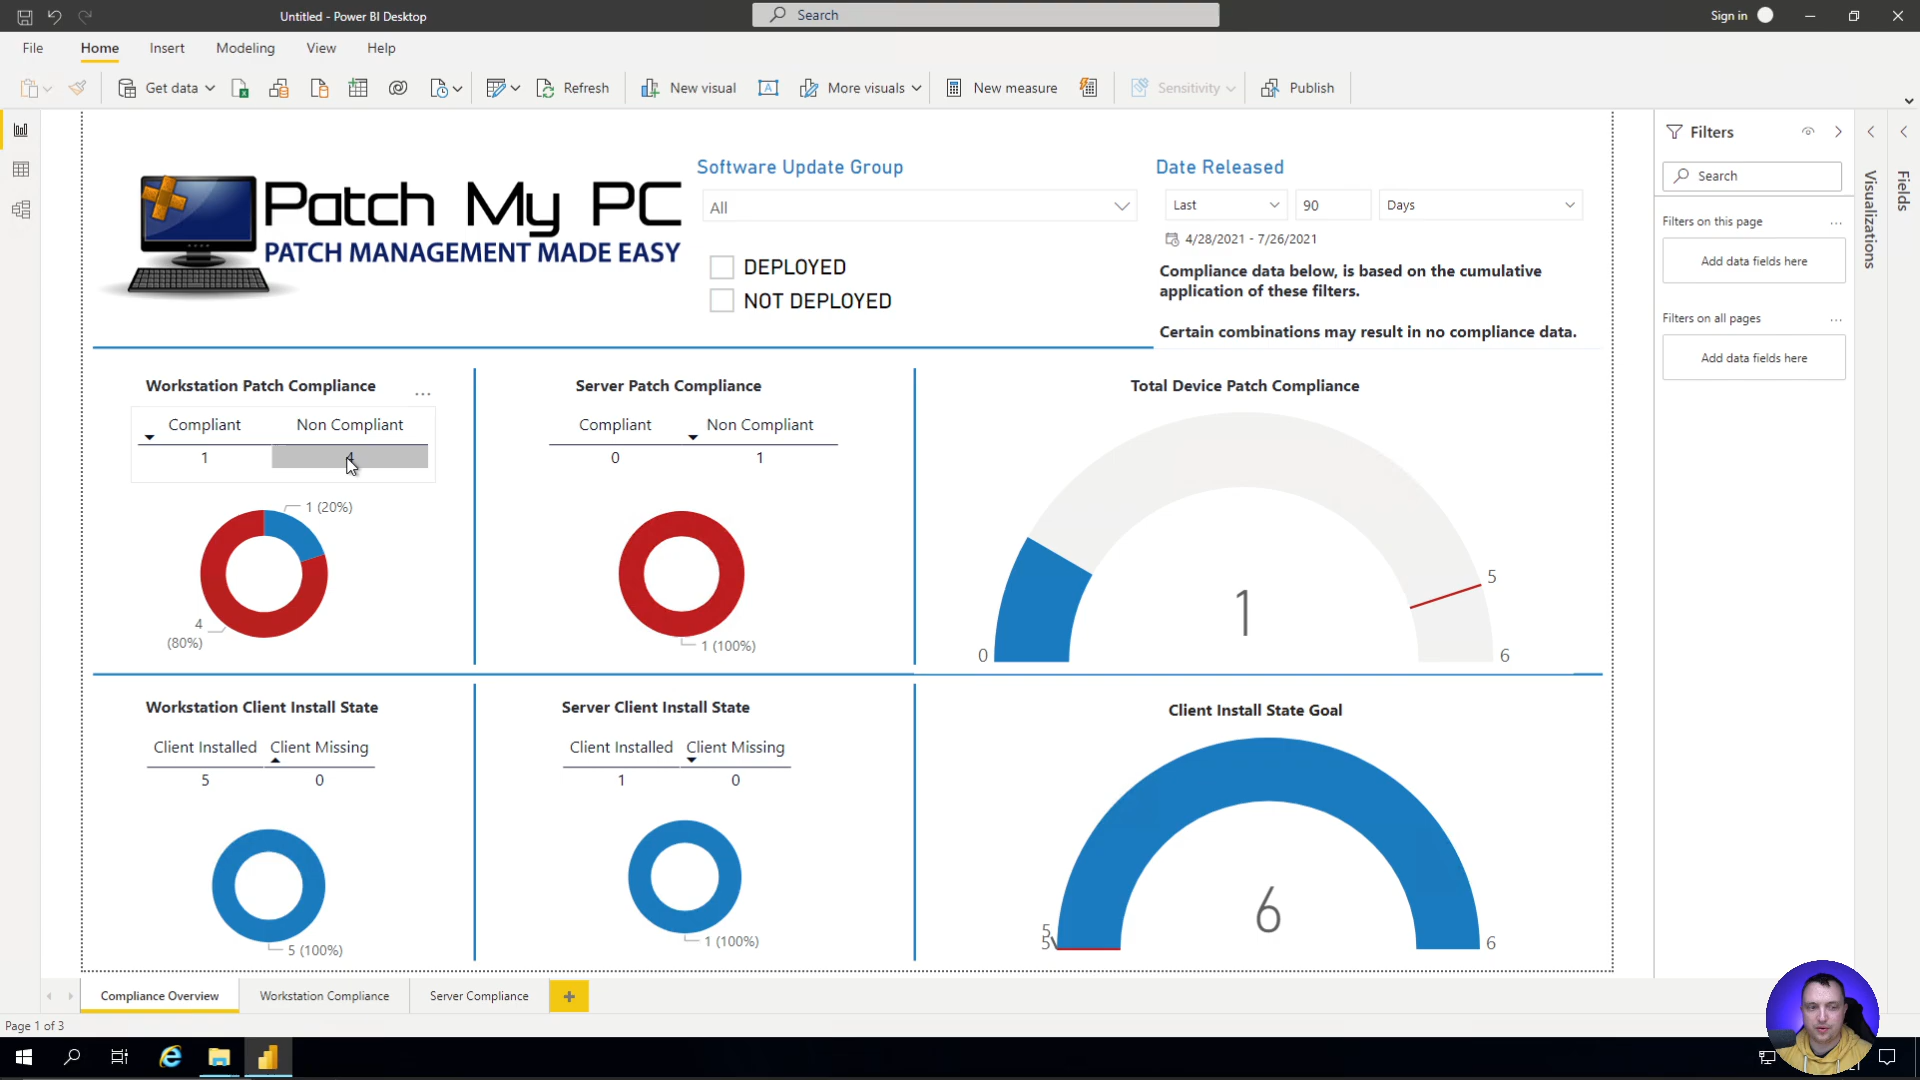 Untitled - Power BI Desktop
Search
Sign in
File
Home
Insert
Modeling
View
Help
Get data
Refresh
New visual
A
More visuals
New measure
Sensitivity
Publish
Patch My PC
PATCH MANAGEMENT MADE EASY
Software Update Group
All
DEPLOYED
NOT DEPLOYED
Date Released
Last
90
Days
4/28/2021 - 7/26/2021
Compliance data below, is based on the cumulative
application of these filters.
Certain combinations may result in no compliance data.
Filters
Search
Filters on this page
...
Add data fields here
Filters on all pages
...
Add data fields here
Visualizations
Fields
Workstation Patch Compliance
...
Compliant
Non Compliant
1
4
1 (20%)
4
(80%)
Server Patch Compliance
Compliant
Non Compliant
0
1
1 (100%)
Total Device Patch Compliance
5
1
0
6
Workstation Client Install State
Client Installed
Client Missing
5
0
5 (100%)
Server Client Install State
Client Installed
Client Missing
1
0
1 (100%)
Client Install State Goal
6
5
5
6
Compliance Overview
Workstation Compliance
Server Compliance
Page 1 of 3